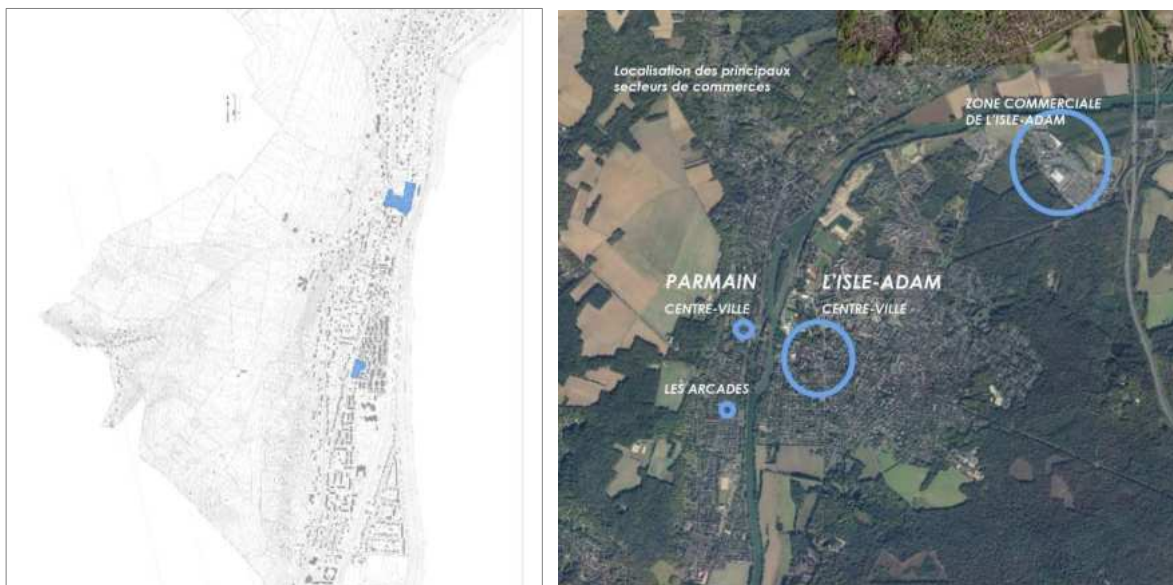 Localisation des principaux
secteurs de commerces
ZONE COMMERCIALE
DE L'ISLE-ADAM
PARMAIN
CENTRE-VILLE
L'ISLE-ADAM
CENTRE-VILLE
LES ARCADES